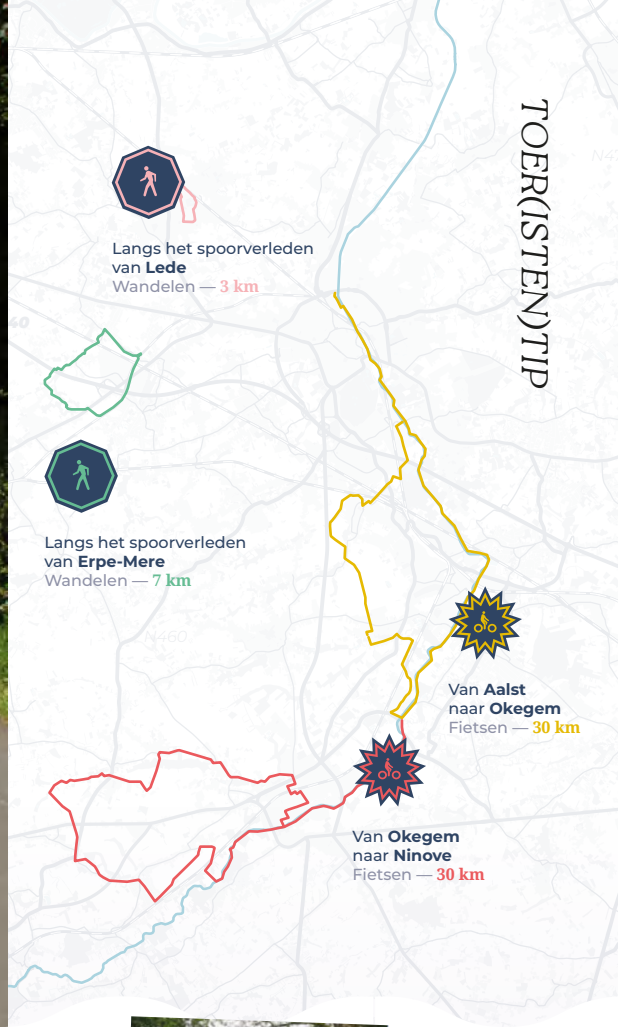 TOER(ISTEN)TIP
Langs het spoorverleden
van Lede
Wandelen — 3 km
Langs het spoorverleden
van Erpe-Mere
Wandelen — 7 km
N460
Van Aalst
naar Okegem
Fietsen — 30 km
Van Okegem
naar Ninove
Fietsen — 30 km